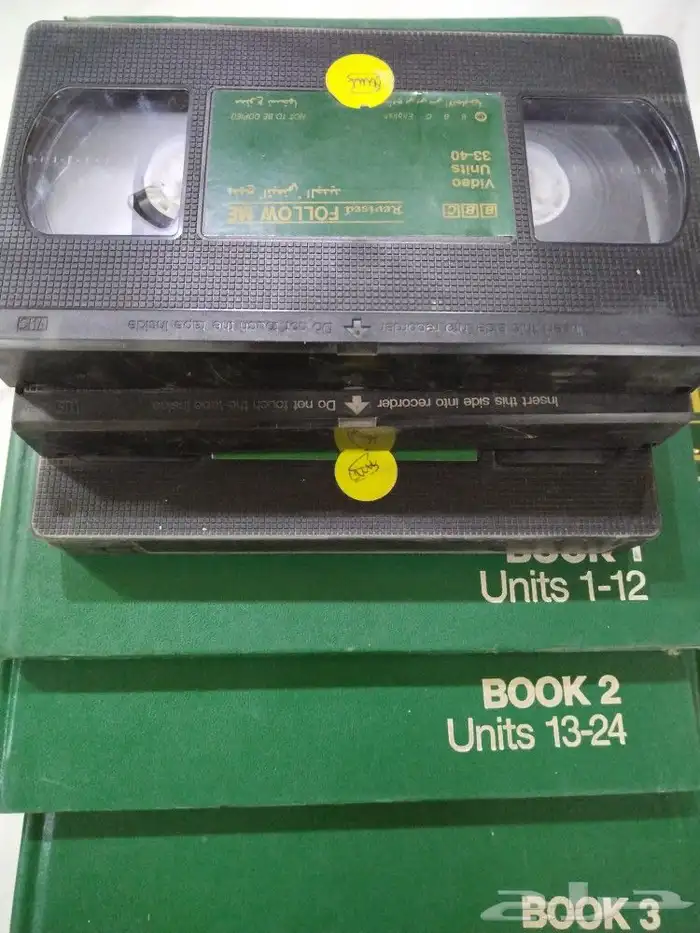 BBC
Revised FOLLOW ME
Video
Units
33-40
B B C English
NOT TO BE COPIED
Insert this side into recorder
Do not touch the tape inside
VHS
Insert this side into recorder
Do not touch the tape inside
BOOK 1
Units 1-12
BOOK 2
Units 13-24
BOOK 3